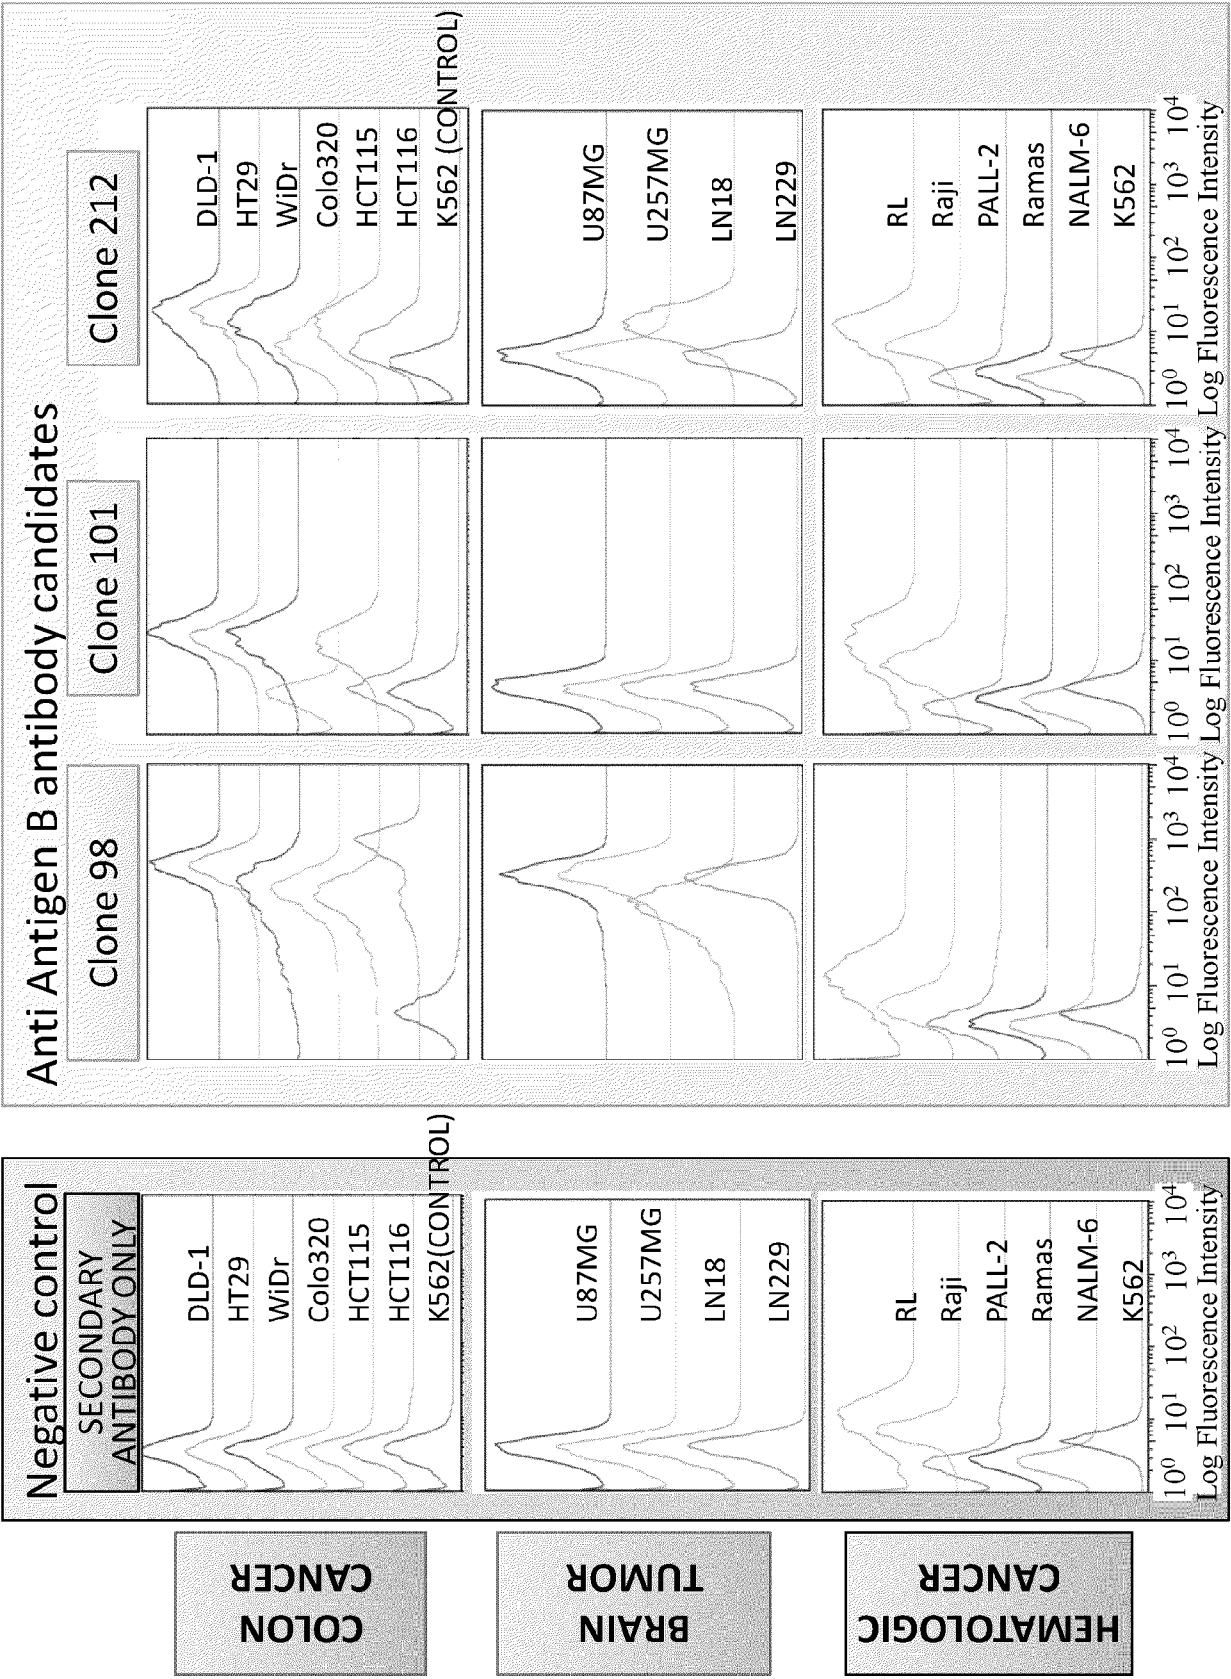 Negative control
SECONDARY
ANTIBODY ONLY
Anti Antigen B antibody candidates
Clone 98
Clone 101
Clone 212
COLON
CANCER
DLD-1
HT29
WiDr
Colo320
HCT115
HCT116
K562(CONTROL)
DLD-1
HT29
WiDr
Colo320
HCT115
HCT116
K562 (CONTROL)
BRAIN
TUMOR
U87MG
U257MG
LN18
LN229
U87MG
U257MG
LN18
LN229
HEMATOLOGIC
CANCER
RL
Raji
PALL-2
Ramas
NALM-6
K562
RL
Raji
PALL-2
Ramas
NALM-6
K562
10⁰ 10¹ 10² 10³ 10⁴
Log Fluorescence Intensity
10⁰ 10¹ 10² 10³ 10⁴
Log Fluorescence Intensity
10⁰ 10¹ 10² 10³ 10⁴
Log Fluorescence Intensity
10⁰ 10¹ 10² 10³ 10⁴
Log Fluorescence Intensity